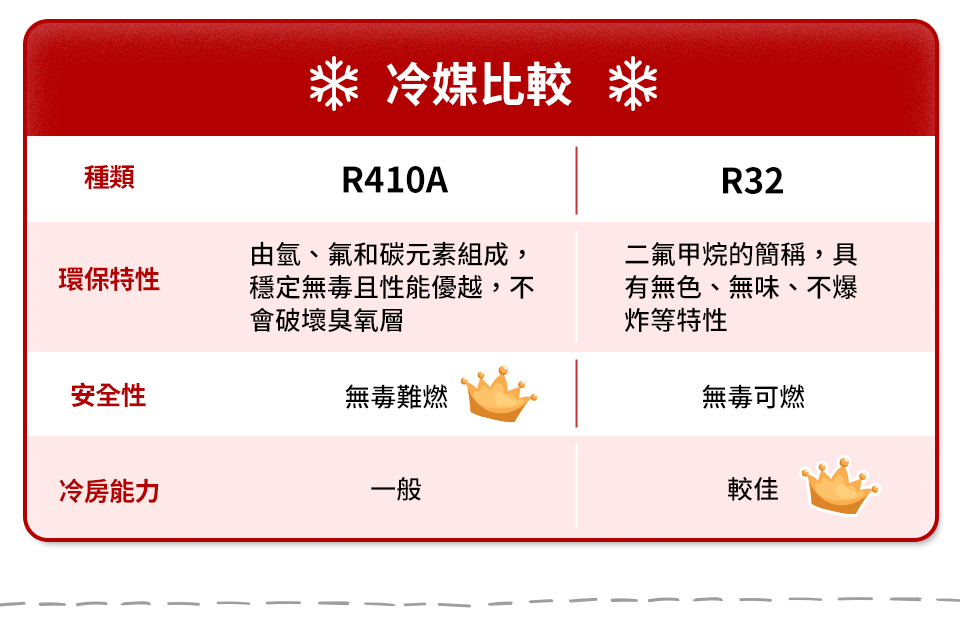 冷媒比較
種類
R410A
R32
環保特性
由氫、氟和碳元素組成，
穩定無毒且性能優越，不
會破壞臭氧層
二氟甲烷的簡稱，具
有無色、無味、不爆
炸等特性
安全性
無毒難燃
無毒可燃
冷房能力
一般
較佳